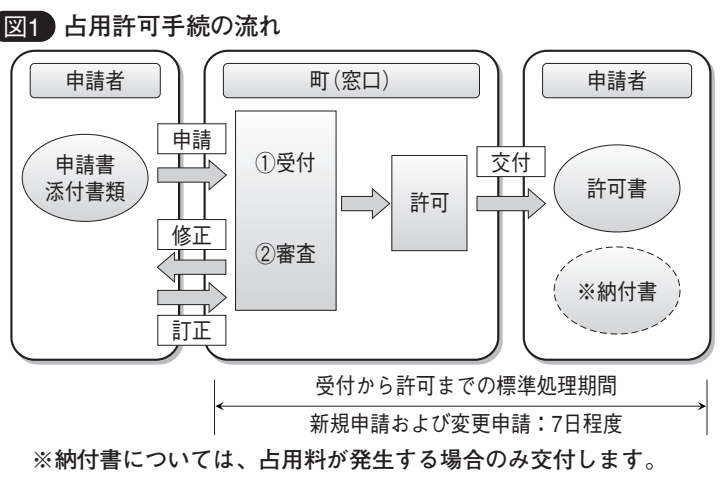 図1 占用許可手続の流れ
申請者
町(窓口)
申請者
申請書
添付書類
申請
修正
訂正
①受付
②審査
許可
交付
許可書
※納付書
受付から許可までの標準処理期間
新規申請および変更申請：7日程度
※納付書については、占用料が発生する場合のみ交付します。